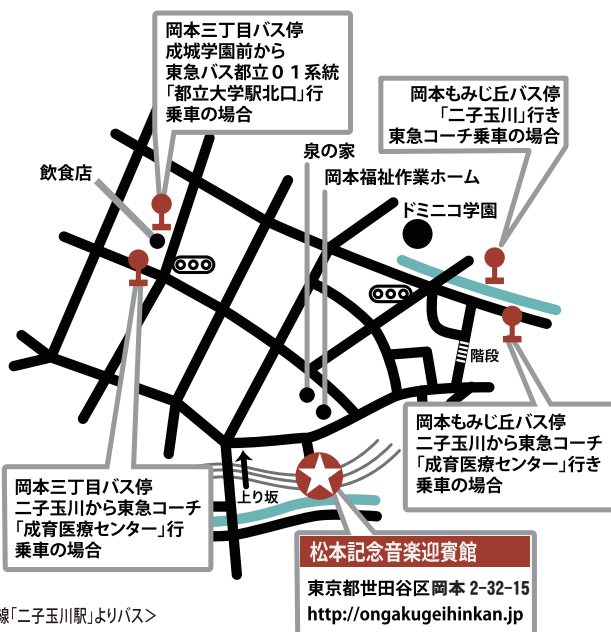 岡本三丁目バス停
成城学園前から
東急バス都立０１系統
「都立大学駅北口」行
乗車の場合
岡本もみじ丘バス停
「二子玉川」行き
東急コーチ乗車の場合
泉の家
飲食店
岡本福祉作業ホーム
ドミニコ学園
階段
岡本もみじ丘バス停
二子玉川から東急コーチ
「成育医療センター」行き
乗車の場合
岡本三丁目バス停
二子玉川から東急コーチ
「成育医療センター」行
乗車の場合
上り坂
松本記念音楽迎賓館
東京都世田谷区岡本 2-32-15
http://ongakugeihinkan.jp
線「二子玉川駅」よりバス＞